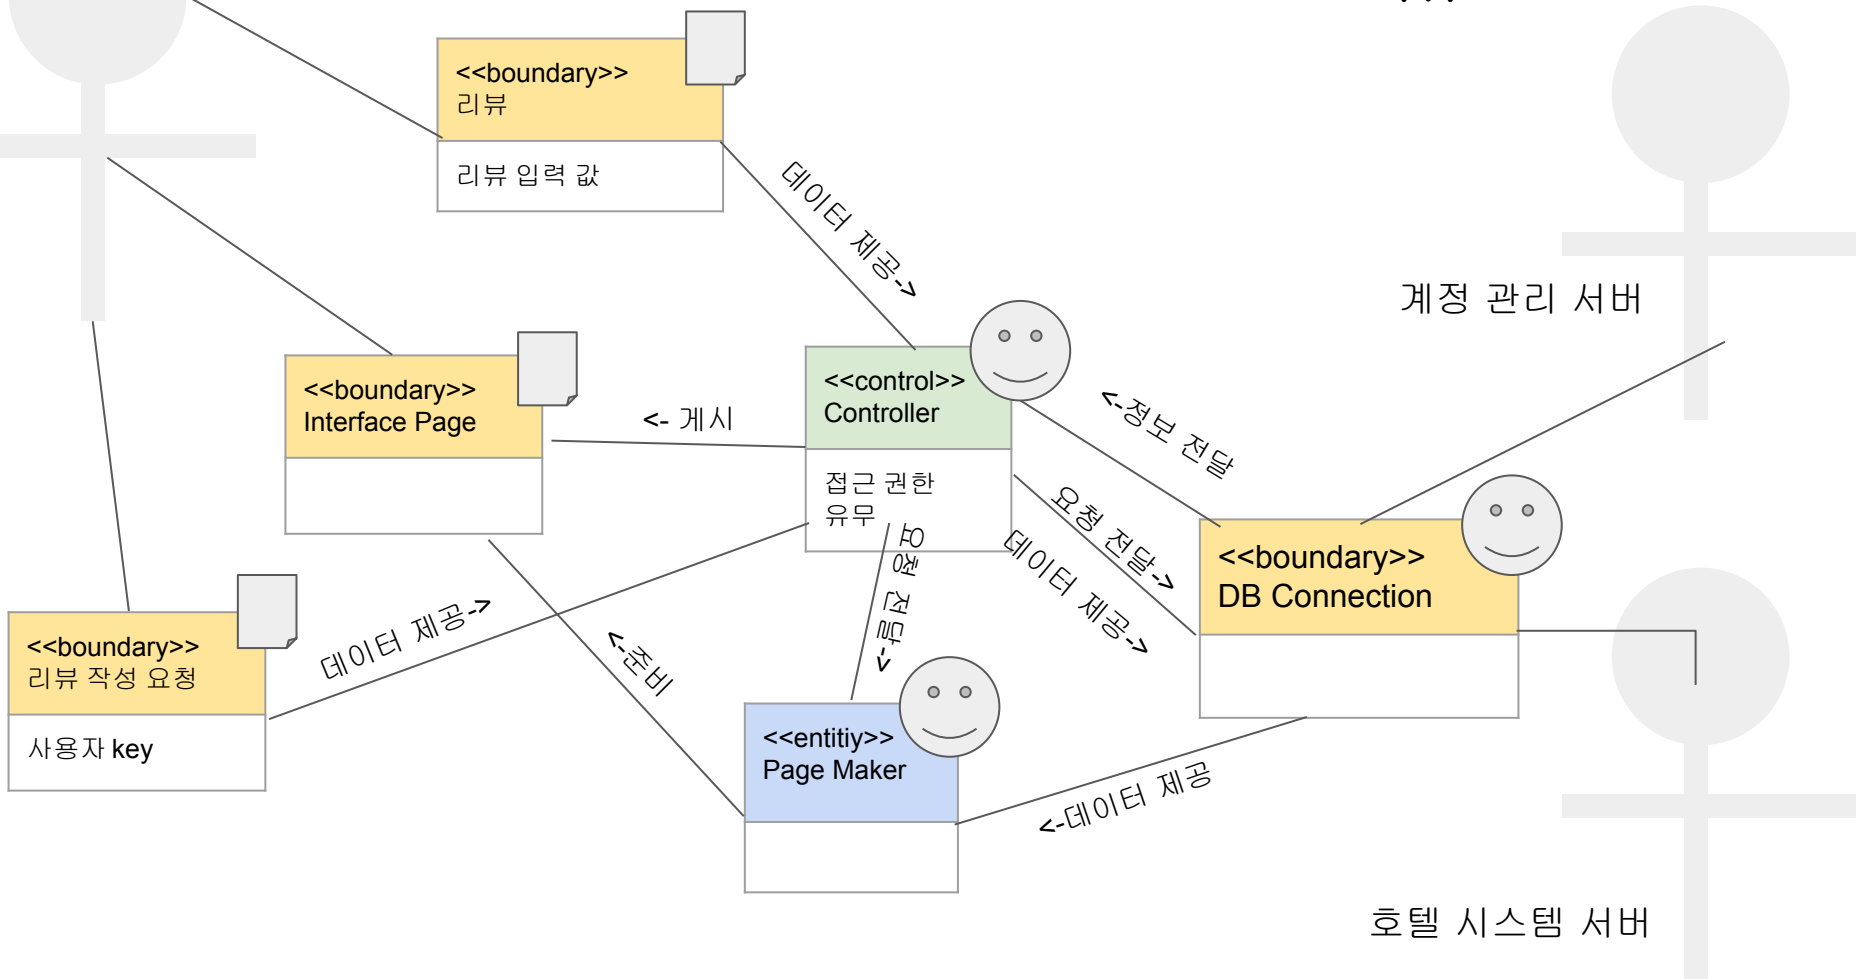 <<boundary>>
리뷰
리뷰 입력 값
데이터 제공->
계정 관리 서버
<<boundary>>
Interface Page
<- 게시
<<control>>
Controller
접근 권한
유무
<-정보 전달
요청 전달->
데이터 제공->
요청 전달->
<<boundary>>
DB Connection
<<boundary>>
리뷰 작성 요청
사용자 key
데이터 제공->
<-준비
<<entitiy>>
Page Maker
<-데이터 제공
호텔 시스템 서버